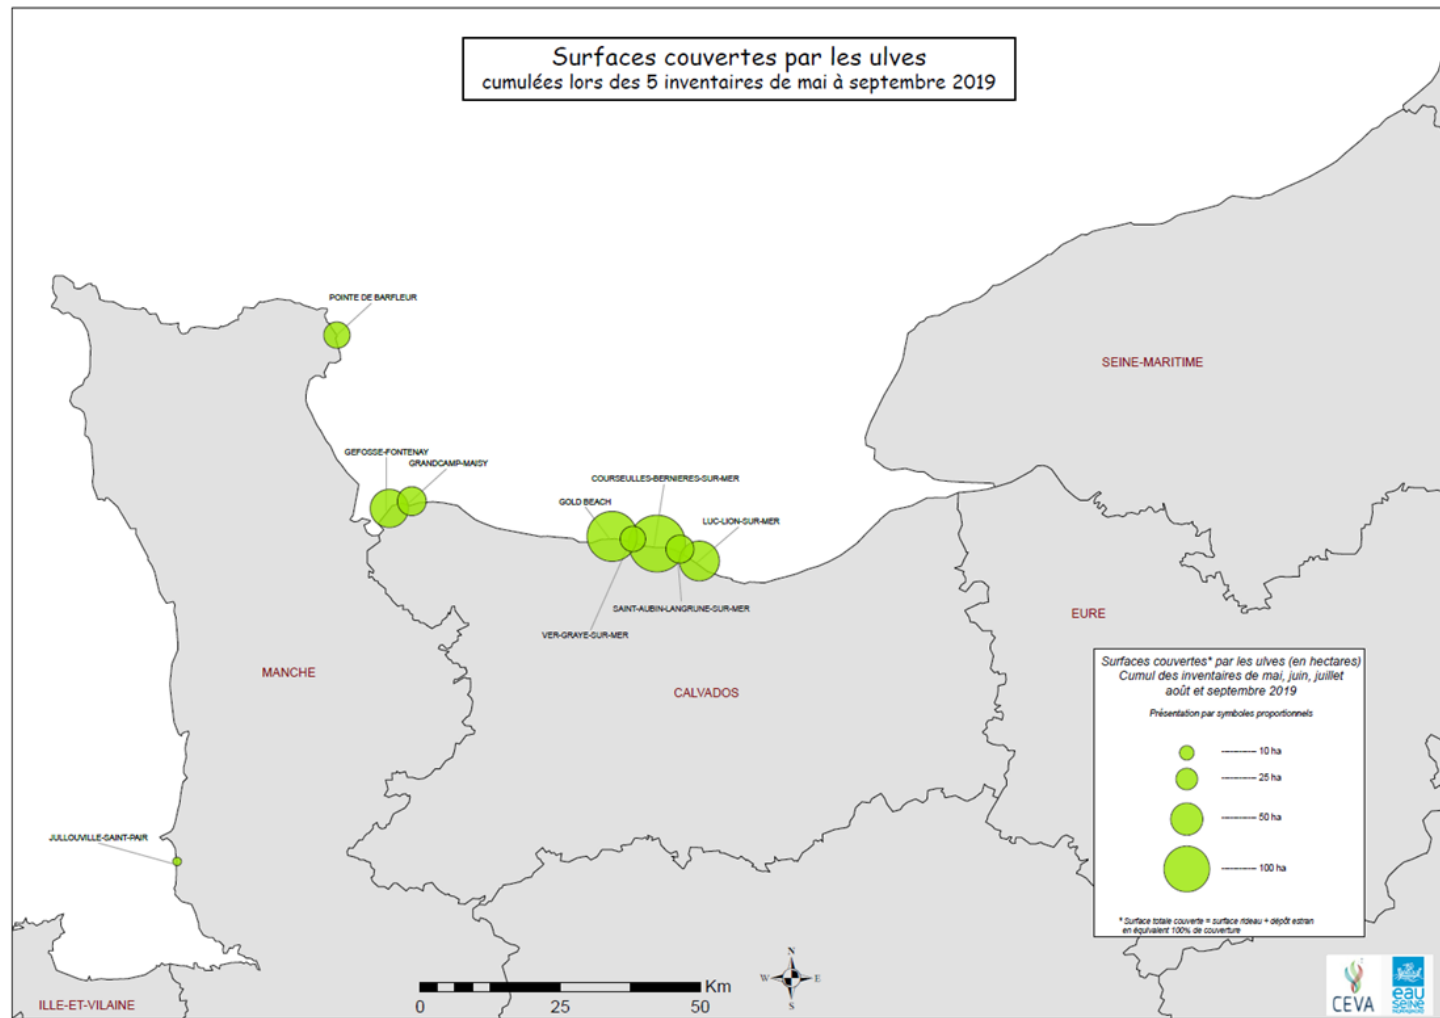 Surfaces couvertes par les ulves
cumulées lors des 5 inventaires de mai à septembre 2019
POINTE DE BARFLEUR
SEINE-MARITIME
GEFOSSE-FONTENAY
GRANDCAMP-MAISY
COURSEULLES-BERNIERES-SUR-MER
GOLD BEACH
LUC-LION-SUR-MER
SAINT-AUBIN-LANGRUNE-SUR-MER
VER-GRAYE-SUR-MER
EURE
MANCHE
CALVADOS
Surfaces couvertes* par les ulves (en hectares)
Cumul des inventaires de mai, juin, juillet
août et septembre 2019
Présentation par symboles proportionnels
10 ha
25 ha
50 ha
100 ha
* Surface totale couverte = surface rideau + dépôt estran
en équivalent 100% de couverture
JULLOUVILLE-SAINT-PAIR
N
W E
S
Km
0 25 50
ILLE-ET-VILAINE
CEVA
eau
SEINE
NORMANDIE